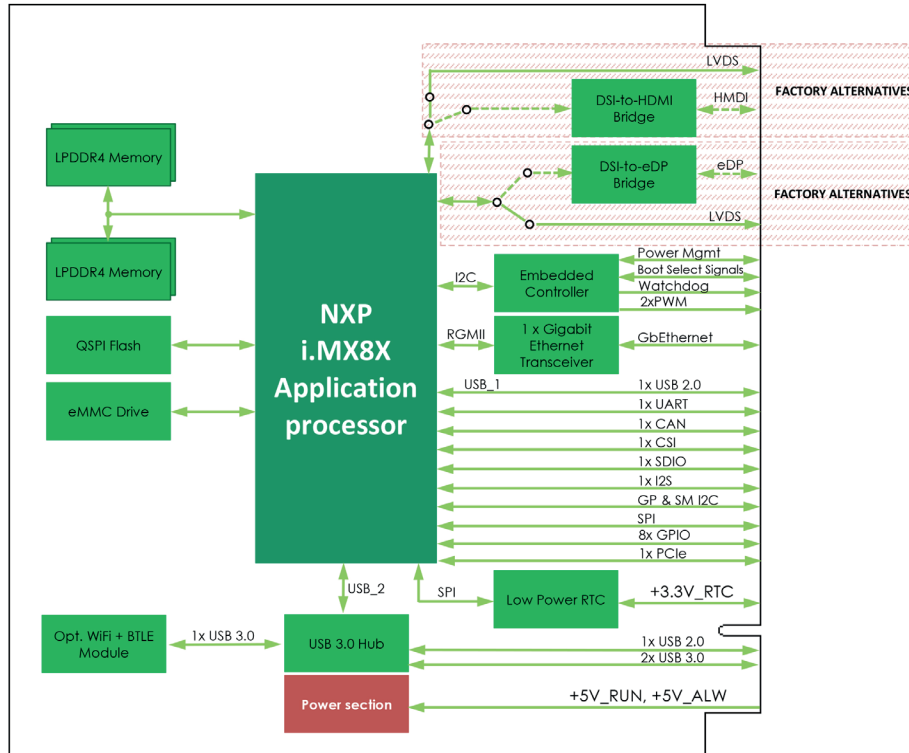 LVDS
FACTORY ALTERNATIVES
DSI-to-HDMI
Bridge
HMDI
LPDDR4 Memory
DSI-to-eDP
Bridge
eDP
FACTORY ALTERNATIVES
LVDS
LPDDR4 Memory
I2C
Embedded
Controller
Power Mgmt
Boot Select Signals
Watchdog
2xPWM
NXP
i.MX8X
Application
processor
QSPI Flash
RGMII
1 x Gigabit
Ethernet
Transceiver
GbEthernet
eMMC Drive
USB_1
1x USB 2.0
1x UART
1x CAN
1x CSI
1x SDIO
1x I2S
GP & SM I2C
SPI
8x GPIO
1x PCIe
USB_2
SPI
Low Power RTC
+3.3V_RTC
Opt. WiFi + BTLE
Module
1x USB 3.0
USB 3.0 Hub
1x USB 2.0
2x USB 3.0
Power section
+5V_RUN, +5V_ALW